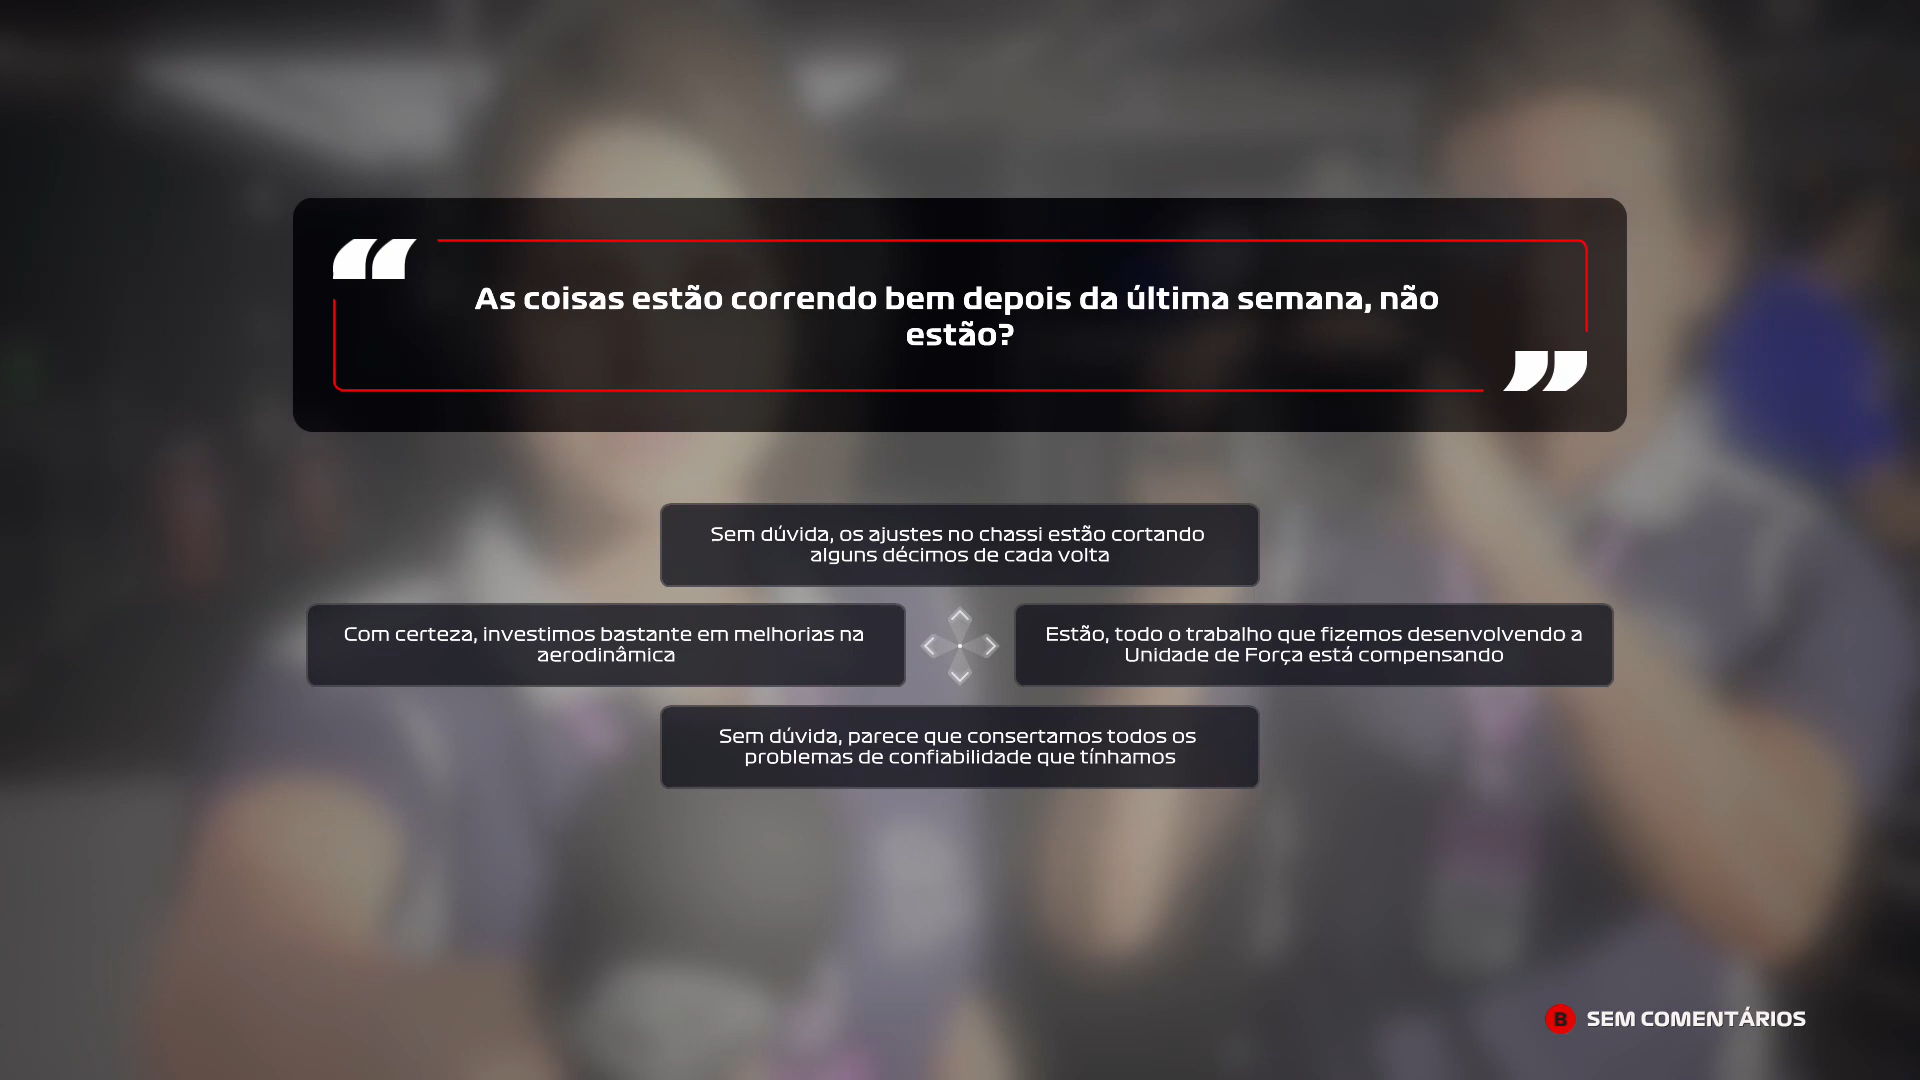 As coisas estão correndo bem depois da última semana, não
estão?
Sem dúvida, os ajustes no chassi estão cortando
alguns décimos de cada volta
Com certeza, investimos bastante em melhorias na
aerodinâmica
Estão, todo o trabalho que fizemos desenvolvendo a
Unidade de Força está compensando
Sem dúvida, parece que consertamos todos os
problemas de confiabilidade que tínhamos
B SEM COMENTÁRIOS